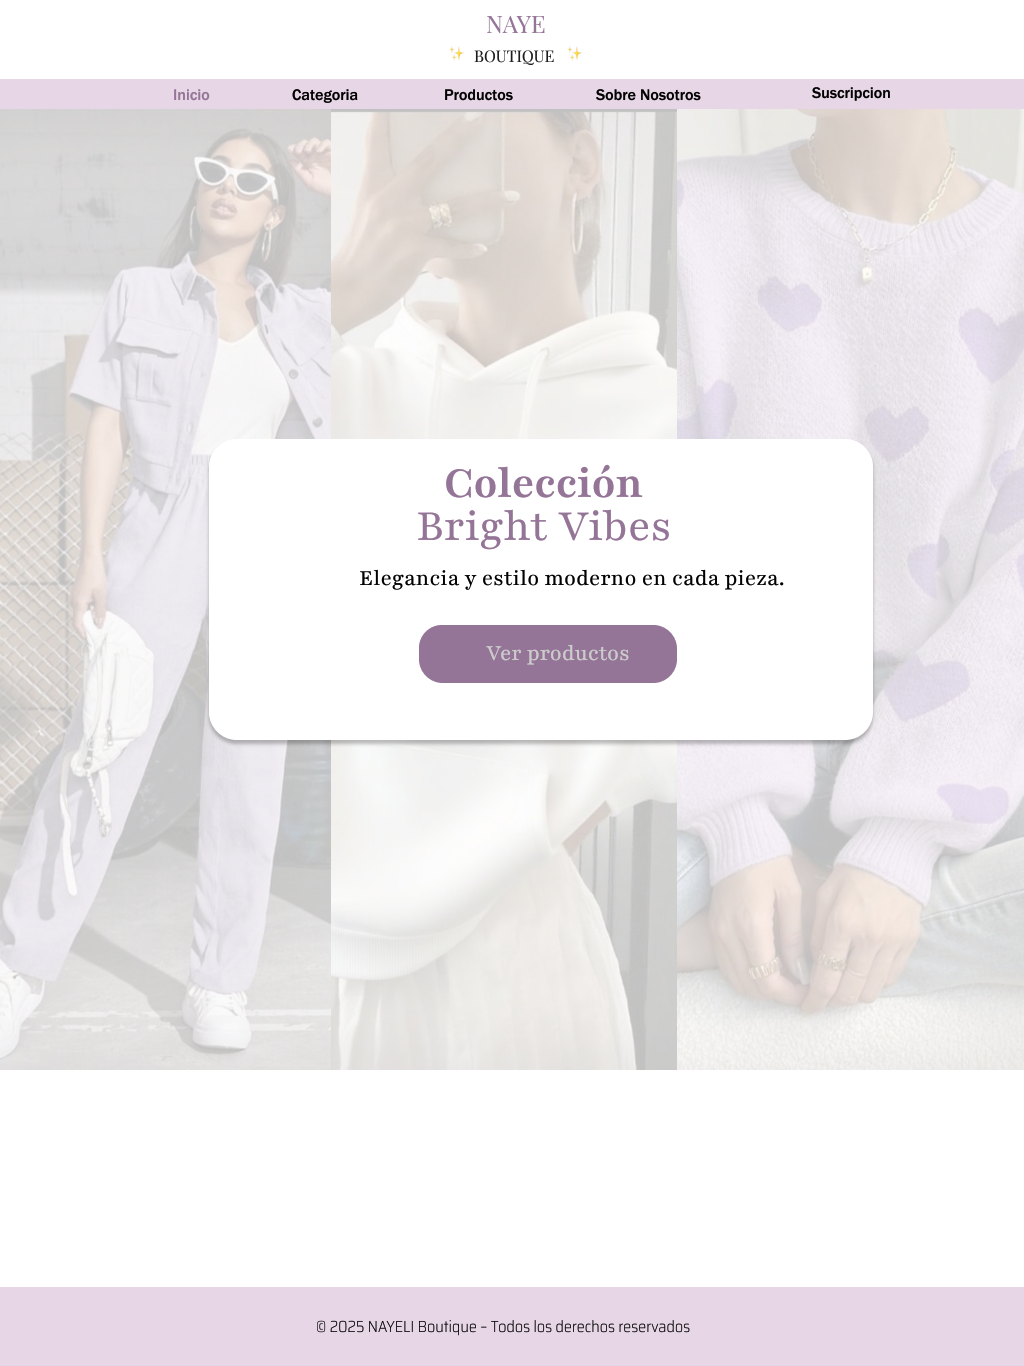 NAYE
✨ BOUTIQUE ✨
Inicio Categoria Productos Sobre Nosotros Suscripcion
Colección
Bright Vibes
Elegancia y estilo moderno en cada pieza.
Ver productos
© 2025 NAYELI Boutique – Todos los derechos reservados